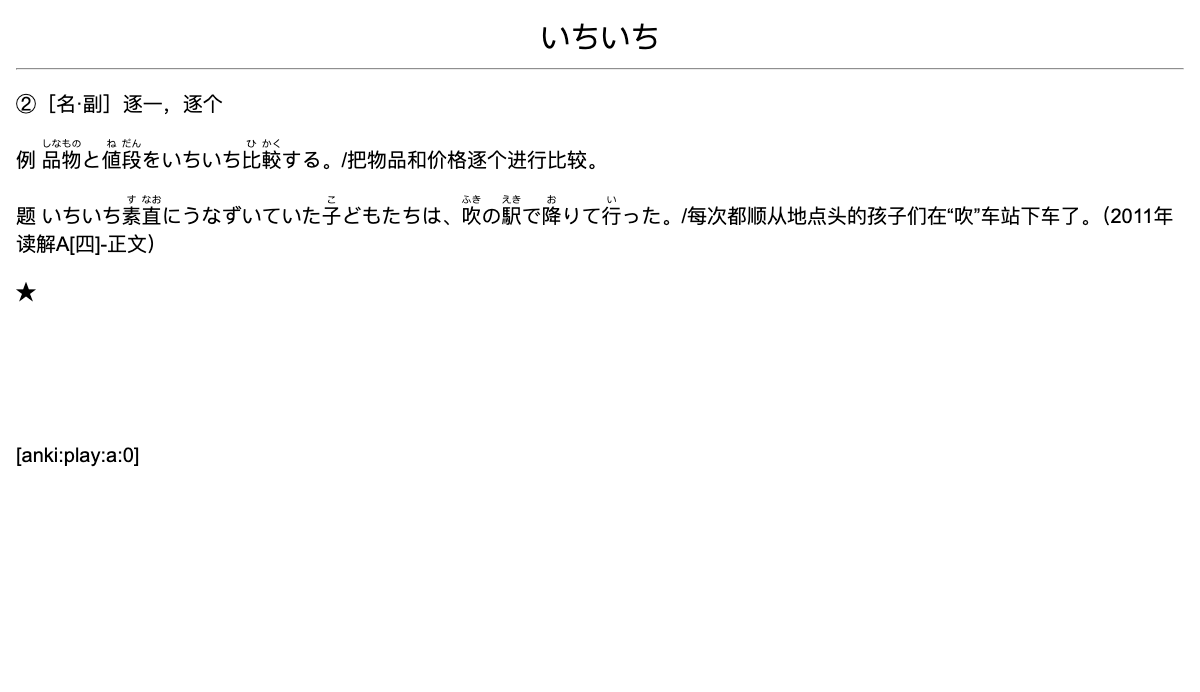 いちいち
②［名·副］逐一，逐个
しなもの ね だん ひ かく
例 品物と値段をいちいち比較する。/把物品和价格逐个进行比较。
す なお こ ふき えき お い
题 いちいち素直にうなずいていた子どもたちは、吹の駅で降りて行った。/每次都顺从地点头的孩子们在“吹”车站下车了。（2011年
读解A[四]-正文）
★
[anki:play:a:0]